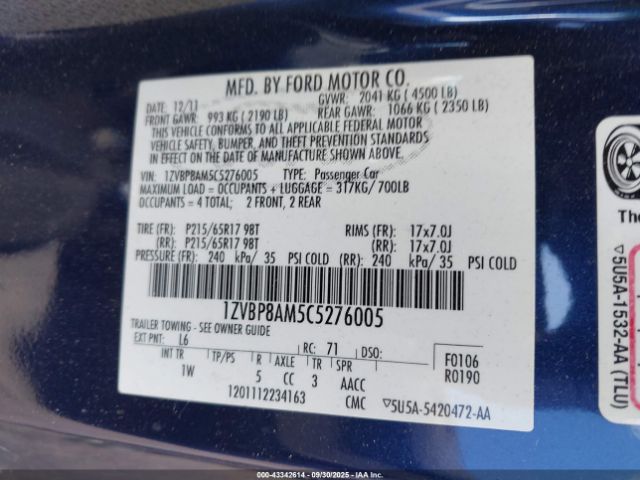 MFD. BY FORD MOTOR CO.
DATE: 12/11 GVWR: 2041 KG ( 4500 LB)
FRONT GAWR: 993 KG ( 2190 LB) REAR GAWR: 1066 KG ( 2350 LB)
THIS VEHICLE CONFORMS TO ALL APPLICABLE FEDERAL MOTOR
VEHICLE SAFETY, BUMPER, AND THEFT PREVENTION STANDARDS
IN EFFECT ON THE DATE OF MANUFACTURE SHOWN ABOVE.
VIN: 1ZVBP8AM5C5276005 TYPE: Passenger Car
MAXIMUM LOAD = OCCUPANTS + LUGGAGE = 317KG/ 700LB
OCCUPANTS = 4 TOTAL; 2 FRONT, 2 REAR
TIRE (FR): P215/65R17 98T RIMS (FR): 17x7.0J
(RR): P215/65R17 98T (RR): 17x7.0J
PRESSURE (FR): 240 kPa/ 35 PSI COLD (RR): 240 kPa/ 35 PSI COLD
1ZVBP8AM5C5276005
TRAILER TOWING - SEE OWNER GUIDE
EXT PNT: L6 RC: 71 DSO: F0106
INT TR TP/PS R AXLE TR SPR R0190
1W 5 CC 3 AACC
1201112234163 CMC ▽5U5A-5420472-AA
The
▽5U5A-1532-AA (TLU)
000 - 43342614 - 09/30/2025 - IAAI.COM